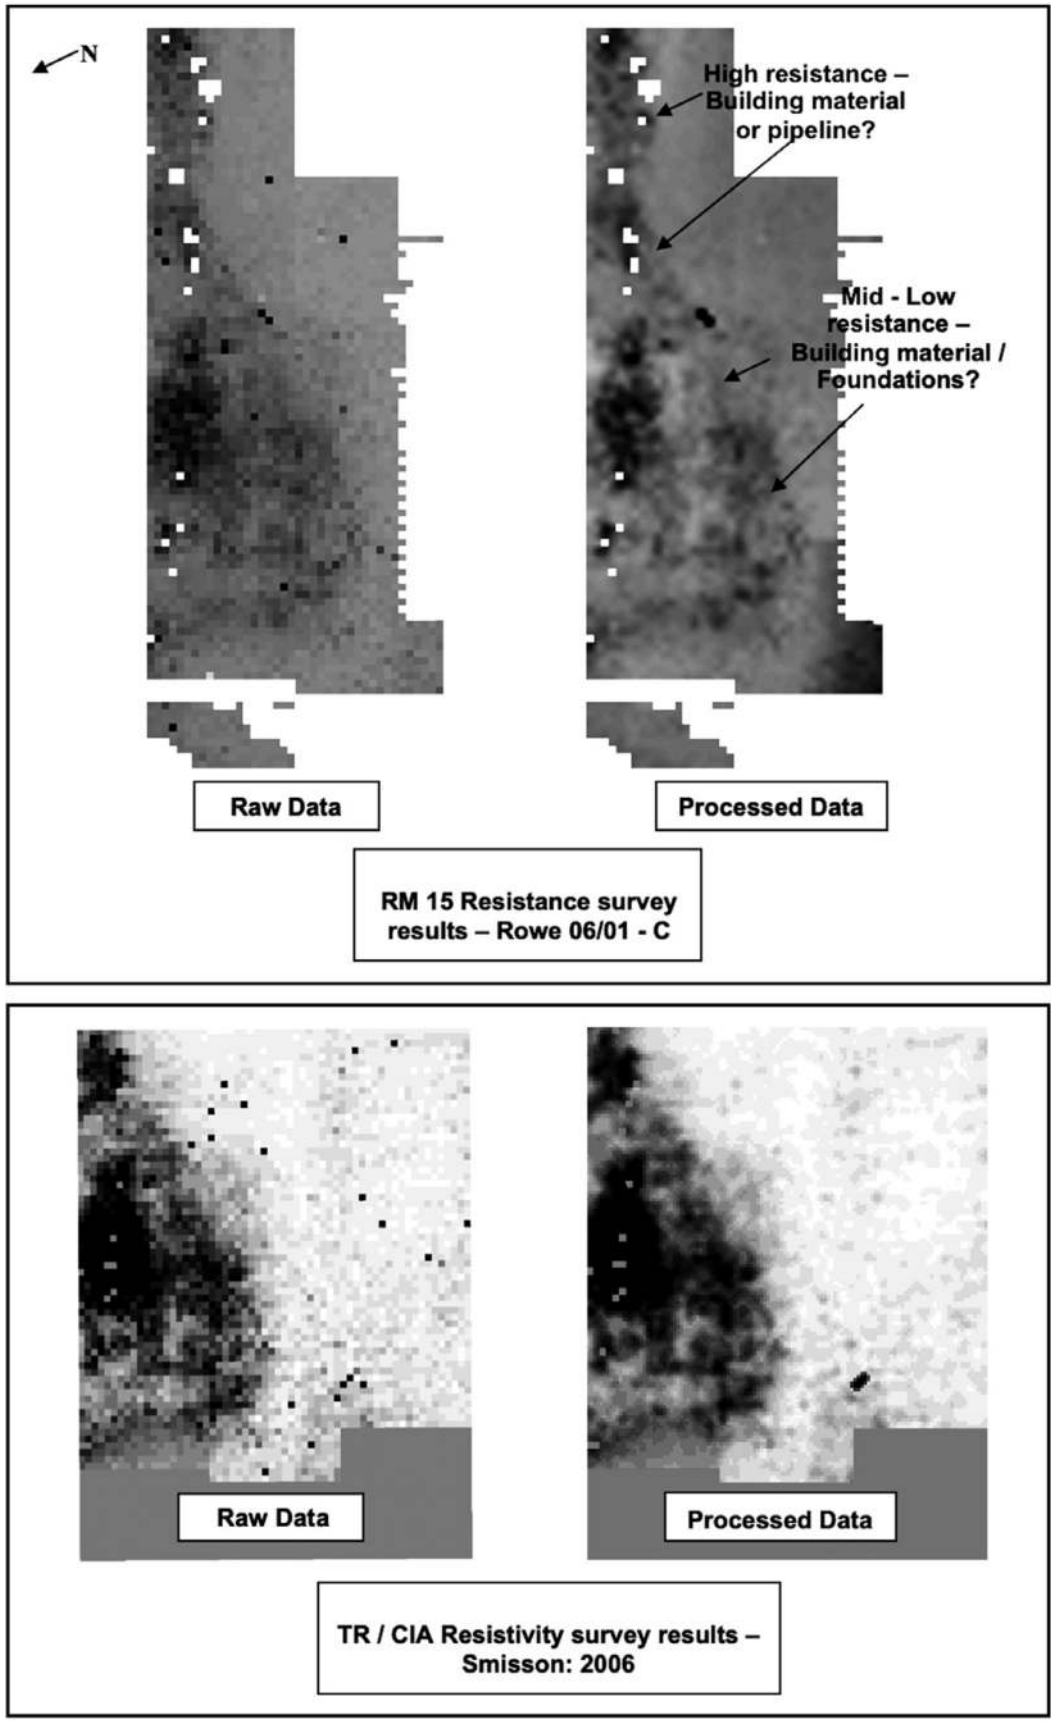 N
High resistance –
Building material
or pipeline?
Mid - Low
resistance –
Building material /
Foundations?
Raw Data
Processed Data
RM 15 Resistance survey
results – Rowe 06/01 - C
Raw Data
Processed Data
TR / CIA Resistivity survey results –
Smisson: 2006